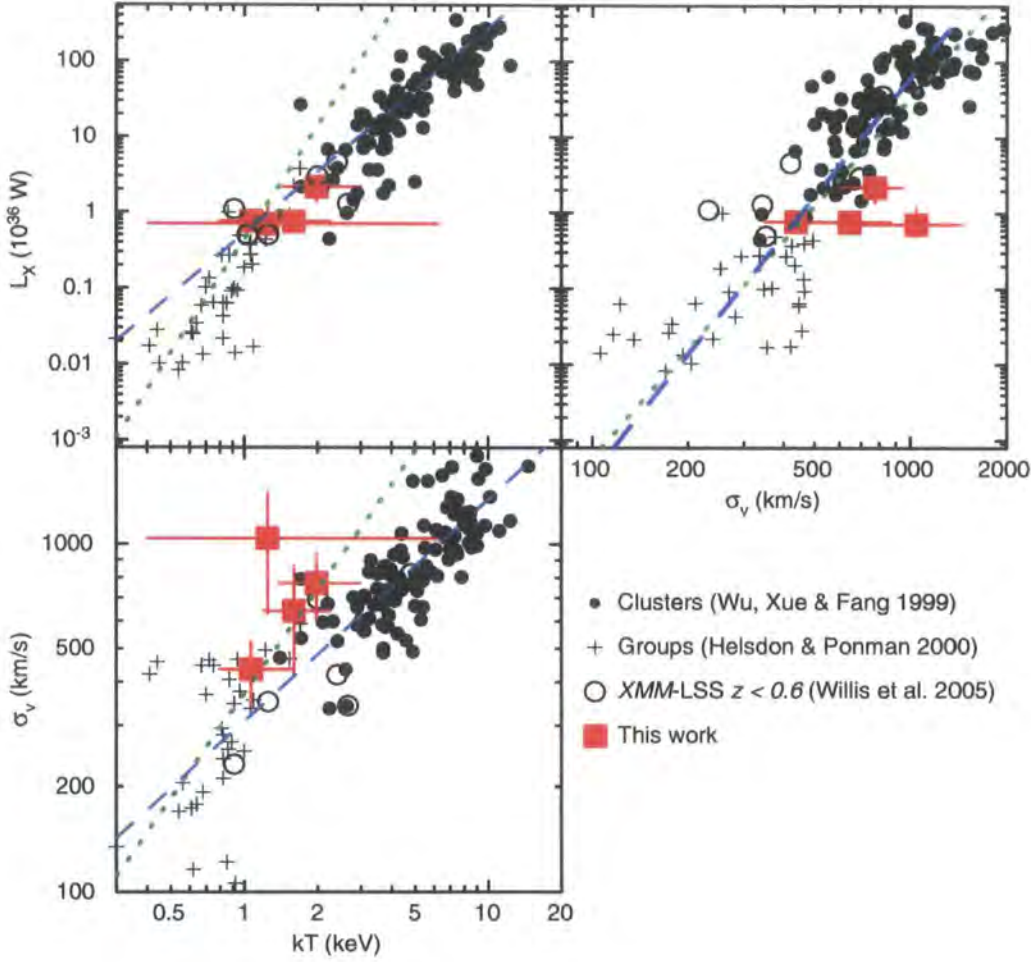 100
10
1
0.1
0.01
10⁻³
L_X (10³⁶ W)
100
200
500
1000
2000
σ_v (km/s)
1000
500
200
100
σ_v (km/s)
0.5
1
2
5
10
20
kT (keV)
Clusters (Wu, Xue & Fang 1999)
Groups (Helsdon & Ponman 2000)
XMM-LSS z < 0.6 (Willis et al. 2005)
This work